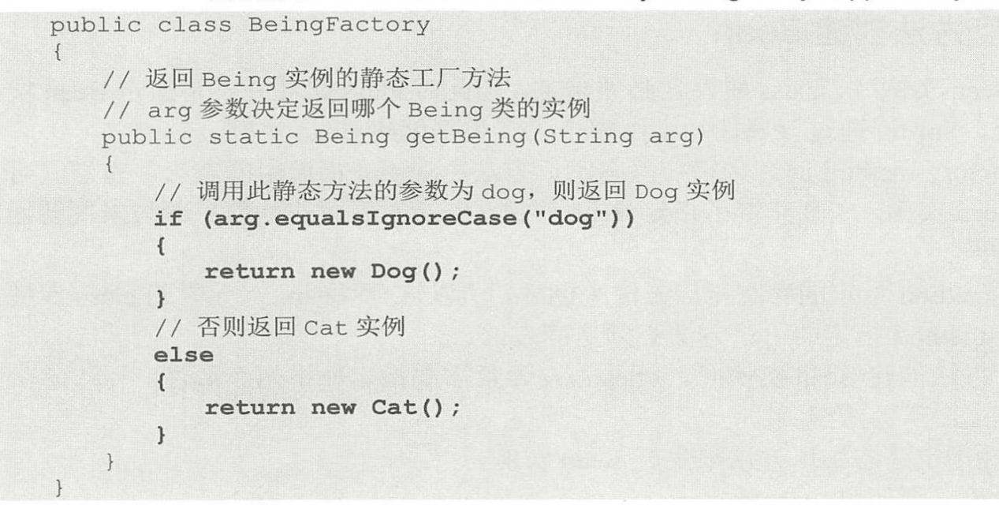 public class BeingFactory
{
// 返回 Being 实例的静态工厂方法
// arg 参数决定返回哪个 Being 类的实例
public static Being getBeing(String arg)
{
// 调用此静态方法的参数为 dog，则返回 Dog 实例
if (arg.equalsIgnoreCase("dog"))
{
return new Dog();
}
// 否则返回 Cat 实例
else
{
return new Cat();
}
}
}